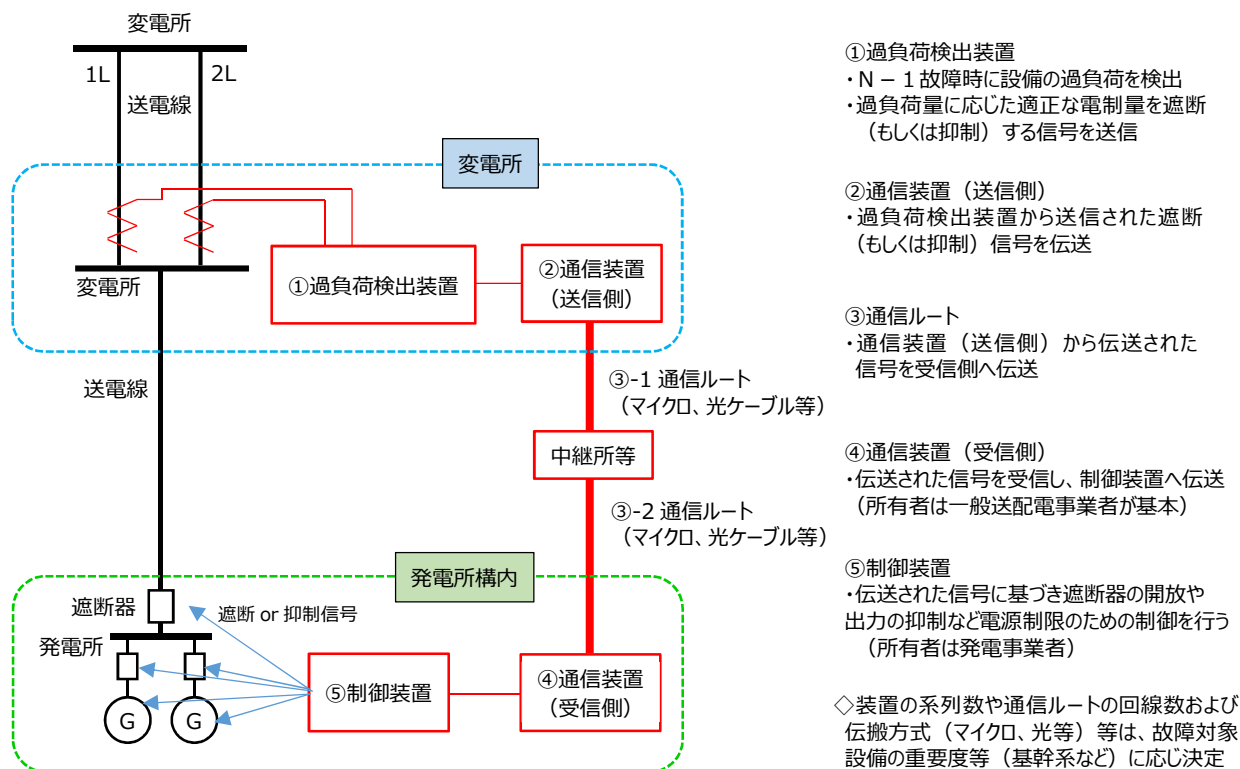 変電所
1L
2L
送電線
変電所
変電所
①過負荷検出装置
②通信装置
（送信側）
送電線
③-1 通信ルート
（マイクロ、光ケーブル等）
中継所等
③-2 通信ルート
（マイクロ、光ケーブル等）
発電所構内
遮断器
遮断 or 抑制信号
発電所
G
G
⑤制御装置
④通信装置
（受信側）
①過負荷検出装置
・Ｎ－１故障時に設備の過負荷を検出
・過負荷量に応じた適正な電制量を遮断
（もしくは抑制）する信号を送信
②通信装置（送信側）
・過負荷検出装置から送信された遮断
（もしくは抑制）信号を伝送
③通信ルート
・通信装置（送信側）から伝送された
信号を受信側へ伝送
④通信装置（受信側）
・伝送された信号を受信し、制御装置へ伝送
（所有者は一般送配電事業者が基本）
⑤制御装置
・伝送された信号に基づき遮断器の開放や
出力の抑制など電源制限のための制御を行う
（所有者は発電事業者）
◇装置の系列数や通信ルートの回線数および
伝搬方式（マイクロ、光等）等は、故障対象
設備の重要度等（基幹系など）に応じ決定